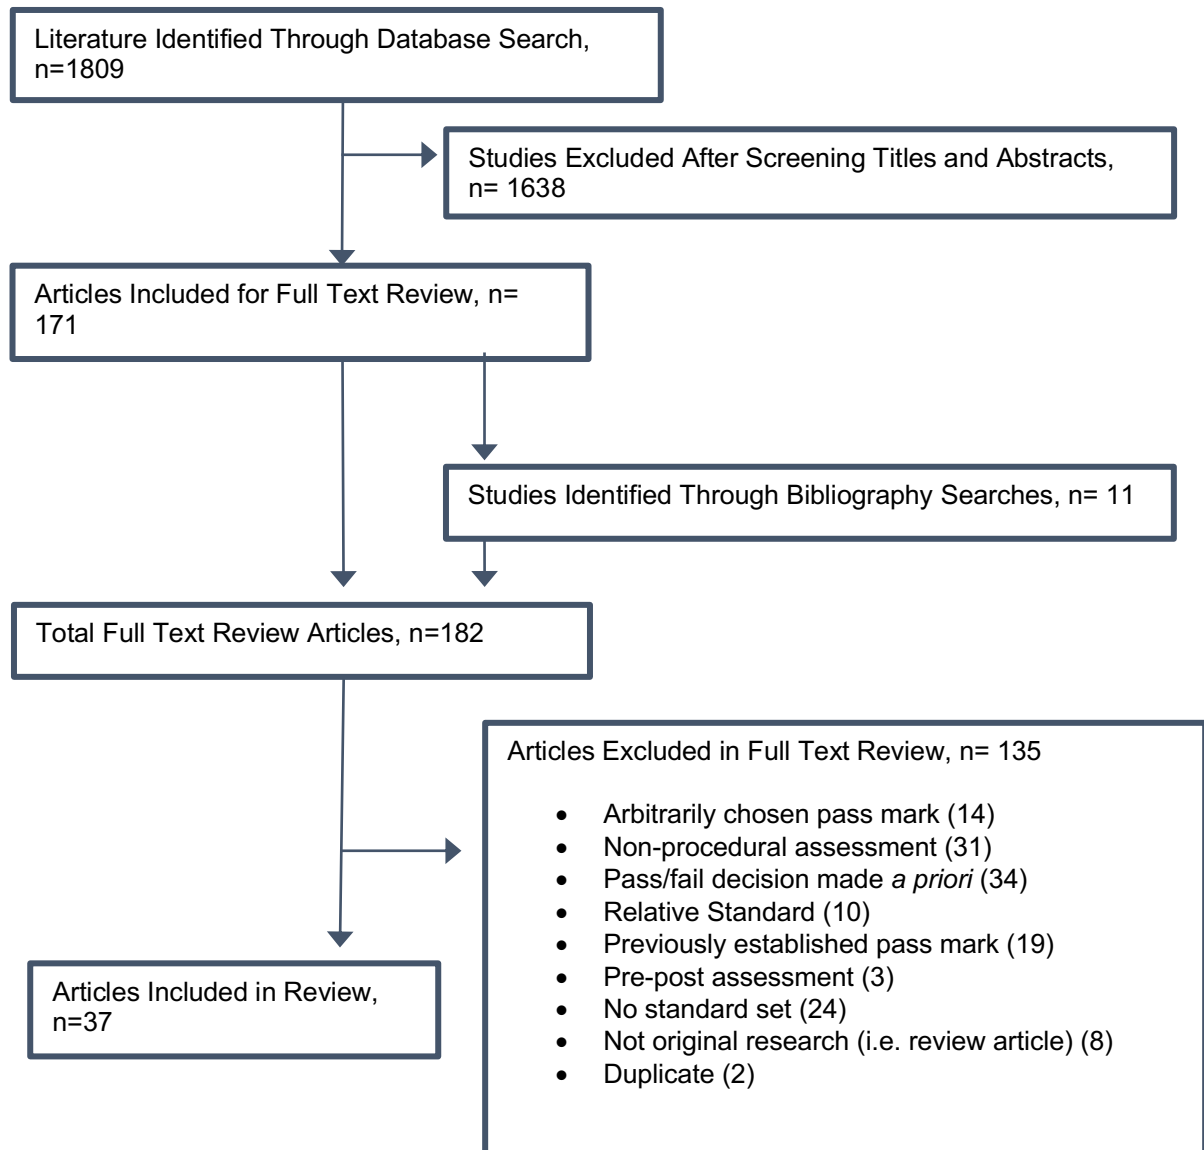 Literature Identified Through Database Search,
n=1809
Studies Excluded After Screening Titles and Abstracts,
n= 1638
Articles Included for Full Text Review, n=
171
Studies Identified Through Bibliography Searches, n= 11
Total Full Text Review Articles, n=182
Articles Excluded in Full Text Review, n= 135
• Arbitrarily chosen pass mark (14)
• Non-procedural assessment (31)
• Pass/fail decision made a priori (34)
• Relative Standard (10)
• Previously established pass mark (19)
• Pre-post assessment (3)
• No standard set (24)
• Not original research (i.e. review article) (8)
• Duplicate (2)
Articles Included in Review,
n=37